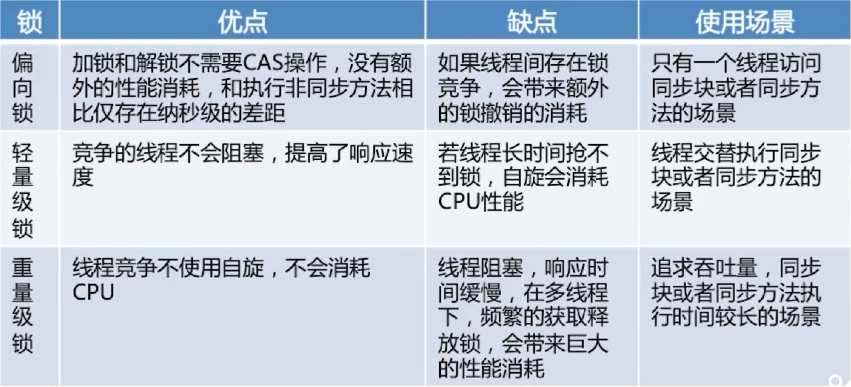 锁 优点 缺点 使用场景
偏向锁
加锁和解锁不需要CAS操作，没有额
外的性能消耗，和执行非同步方法相
比仅存在纳秒级的差距
如果线程间存在锁
竞争，会带来额外
的锁撤销的消耗
只有一个线程访问
同步块或者同步方
法的场景
轻量级锁
竞争的线程不会阻塞，提高了响应速
度
若线程长时间抢不
到锁，自旋会消耗
CPU性能
线程交替执行同步
块或者同步方法的
场景
重量级锁
线程竞争不使用自旋，不会消耗
CPU
线程阻塞，响应时
间缓慢，在多线程
下，频繁的获取释
放锁，会带来巨大
的性能消耗
追求吞吐量，同步
块或者同步方法执
行时间较长的场景